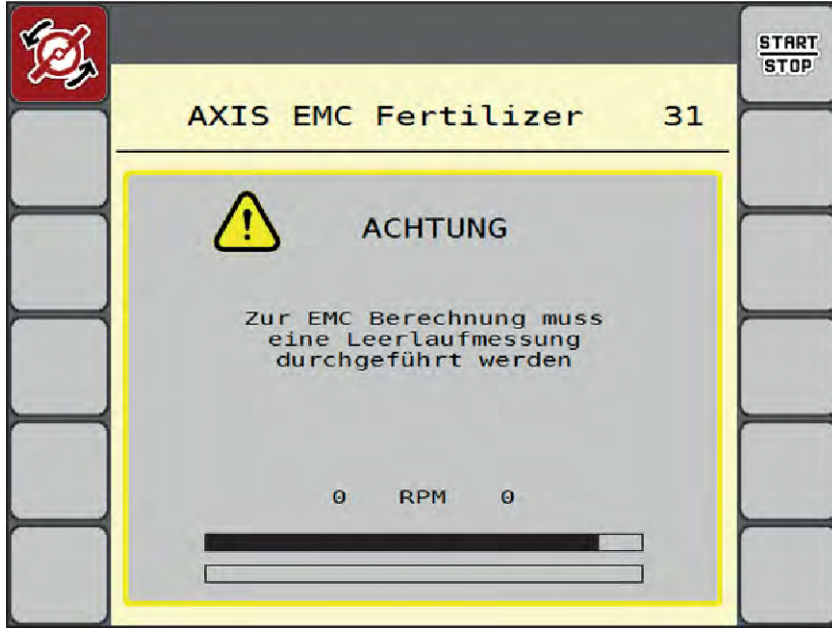 START
STOP
AXIS EMC Fertilizer 31
ACHTUNG
Zur EMC Berechnung muss
eine Leerlaufmessung
durchgeführt werden
0 RPM 0